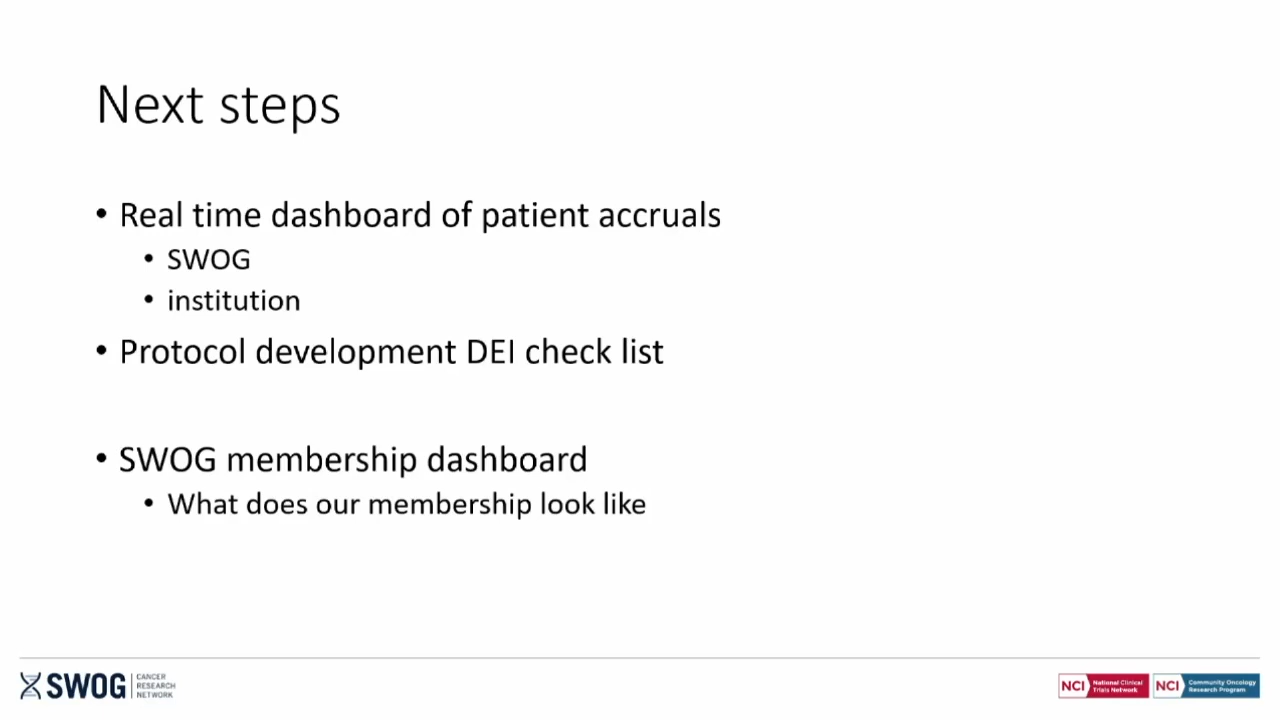 Next steps
• Real time dashboard of patient accruals
• SWOG
• institution
• Protocol development DEI check list
• SWOG membership dashboard
• What does our membership look like
SWOG
CANCER
RESEARCH
NETWORK
NCI
National Clinical
Trials Network
NCI
Community Oncology
Research Program